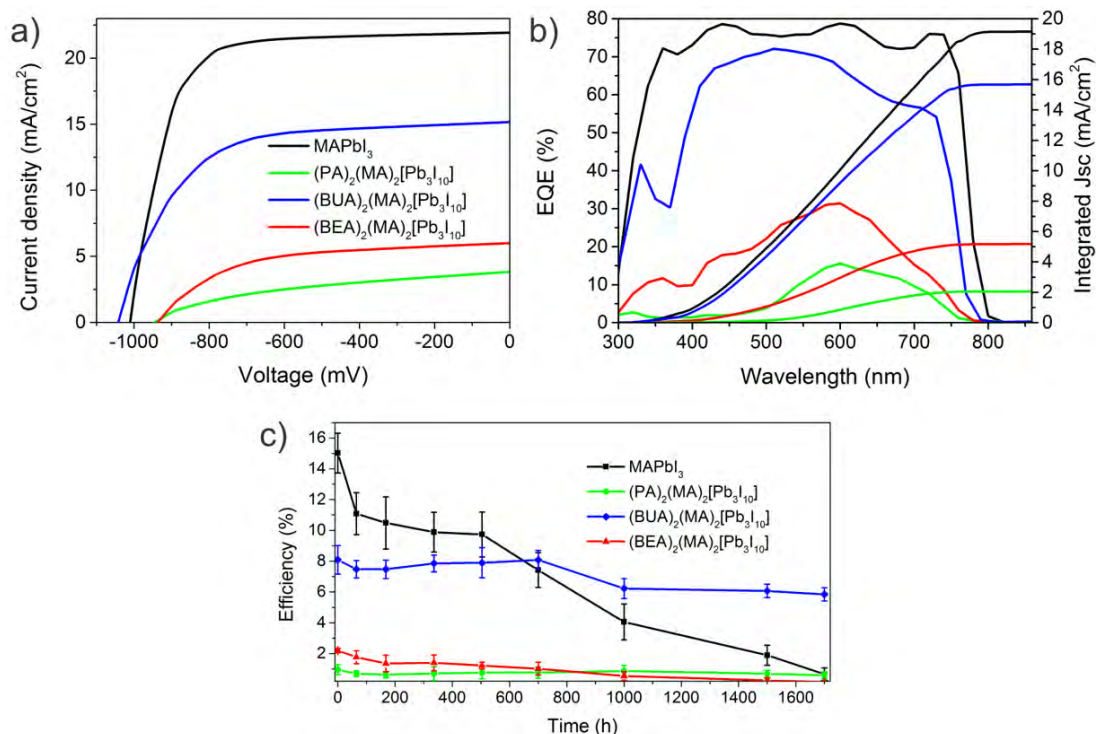 a)
Current density (mA/cm²)
20
15
10
5
0
MAPbI₃
(PA)₂(MA)₂[Pb₃I₁₀]
(BUA)₂(MA)₂[Pb₃I₁₀]
(BEA)₂(MA)₂[Pb₃I₁₀]
-1000 -800 -600 -400 -200 0
Voltage (mV)
b)
EQE (%)
80
70
60
50
40
30
20
10
0
20
18
16
14
12
10
8
6
4
2
0
Integrated Jsc (mA/cm²)
300 400 500 600 700 800
Wavelength (nm)
c)
Efficiency (%)
16
14
12
10
8
6
4
2
MAPbI₃
(PA)₂(MA)₂[Pb₃I₁₀]
(BUA)₂(MA)₂[Pb₃I₁₀]
(BEA)₂(MA)₂[Pb₃I₁₀]
0 200 400 600 800 1000 1200 1400 1600
Time (h)